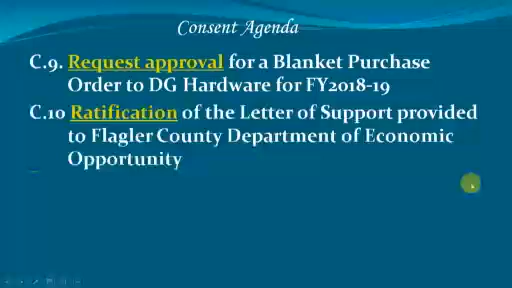 Consent Agenda
C.9. Request approval for a Blanket Purchase
Order to DG Hardware for FY2018-19
C.10 Ratification of the Letter of Support provided
to Flagler County Department of Economic
Opportunity